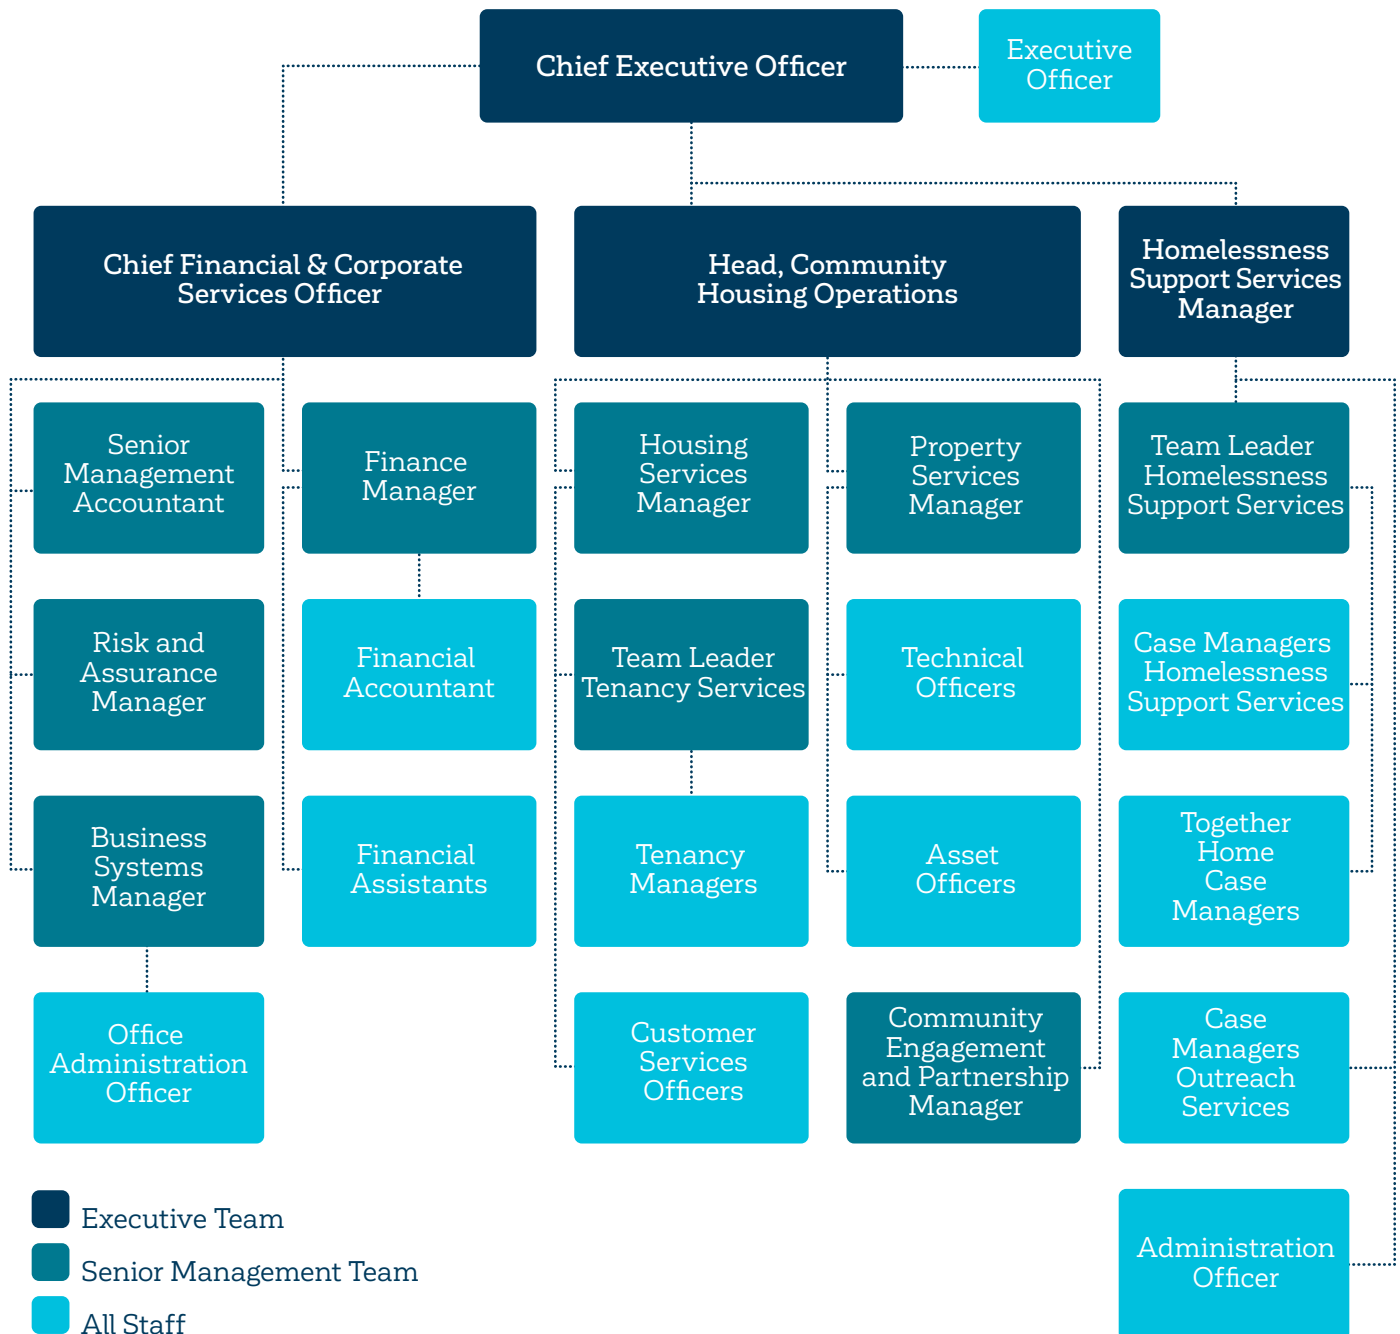 Chief Executive Officer
Executive
Officer
Chief Financial & Corporate
Services Officer
Head, Community
Housing Operations
Homelessness
Support Services
Manager
Senior
Management
Accountant
Finance
Manager
Housing
Services
Manager
Property
Services
Manager
Team Leader
Homelessness
Support Services
Risk and
Assurance
Manager
Financial
Accountant
Team Leader
Tenancy Services
Technical
Officers
Case Managers
Homelessness
Support Services
Business
Systems
Manager
Financial
Assistants
Tenancy
Managers
Asset
Officers
Together
Home
Case
Managers
Office
Administration
Officer
Customer
Services
Officers
Community
Engagement
and Partnership
Manager
Case
Managers
Outreach
Services
Administration
Officer
Executive Team
Senior Management Team
All Staff